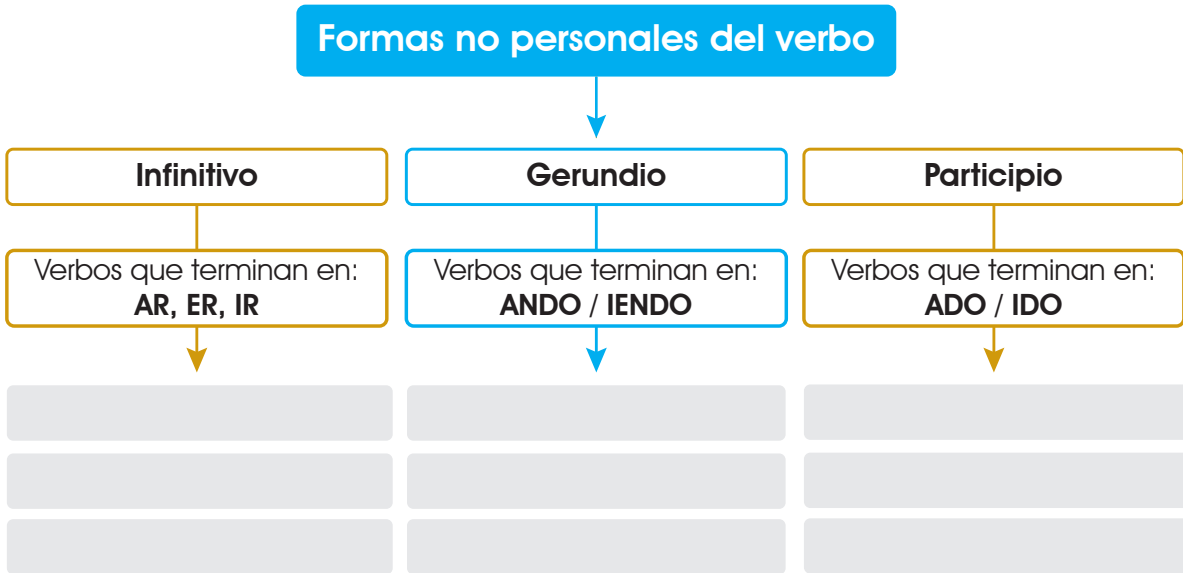 Formas no personales del verbo
Infinitivo
Gerundio
Participio
Verbos que terminan en:
AR, ER, IR
Verbos que terminan en:
ANDO / IENDO
Verbos que terminan en:
ADO / IDO